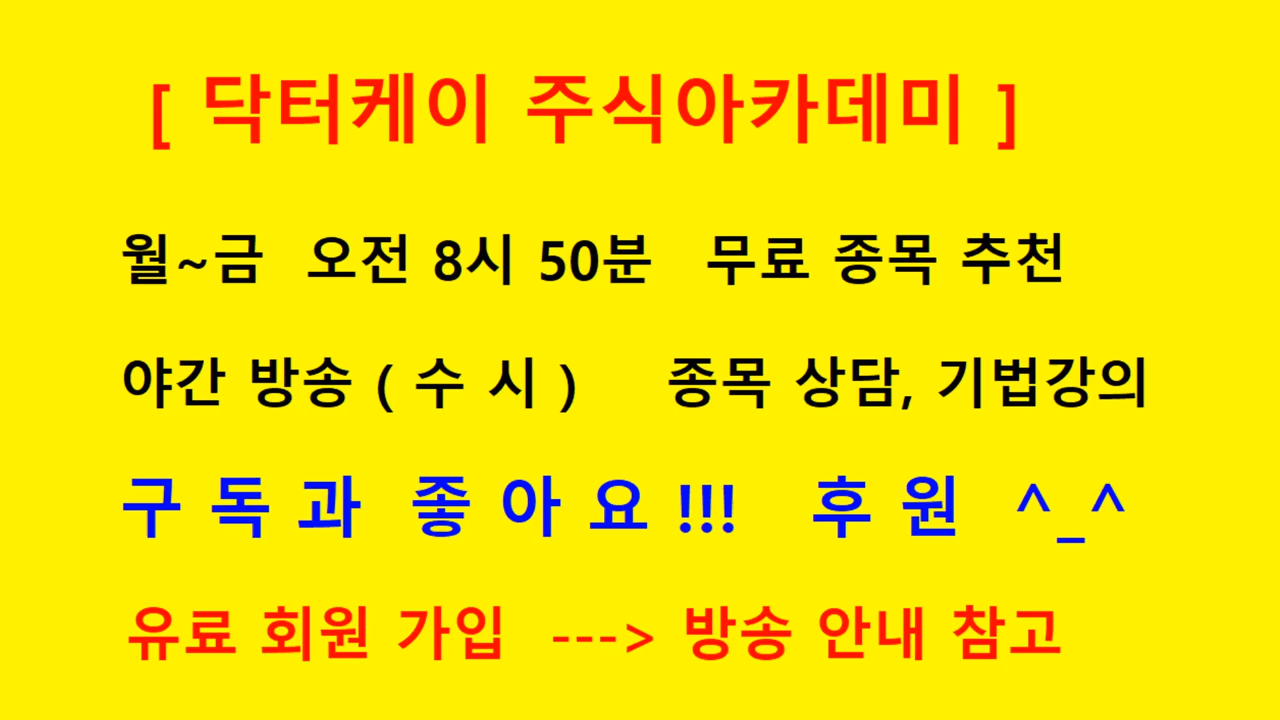 [ 닥터케이 주식아카데미 ]
월~금 오전 8시 50분 무료 종목 추천
야간 방송 ( 수 시 ) 종목 상담, 기법강의
구 독 과 좋 아 요 !!! 후 원 ^_^
유료 회원 가입 ---> 방송 안내 참고